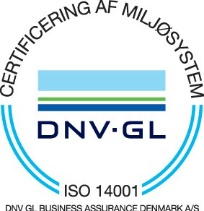 CERTIFICERING AF MILJØSYSTEM
DNV·GL
ISO 14001
DNV GL BUSINESS ASSURANCE DENMARK A/S